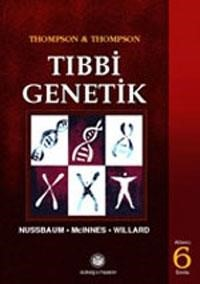 THOMPSON & THOMPSON
TIBBİ
GENETİK
NUSSBAUM • McINNES • WILLARD
6